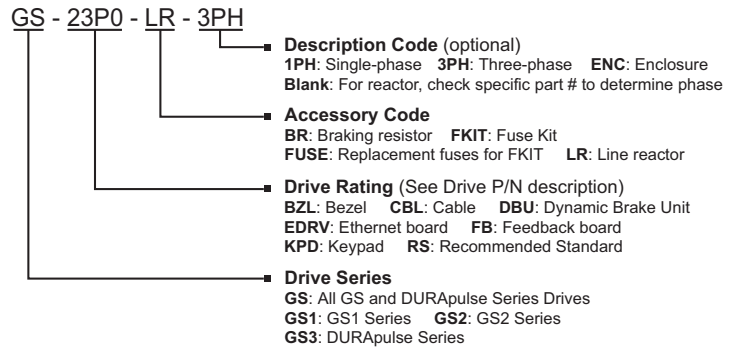 GS - 23P0 - LR - 3PH
Description Code (optional)
1PH: Single-phase 3PH: Three-phase ENC: Enclosure
Blank: For reactor, check specific part # to determine phase
Accessory Code
BR: Braking resistor FKIT: Fuse Kit
FUSE: Replacement fuses for FKIT LR: Line reactor
Drive Rating (See Drive P/N description)
BZL: Bezel CBL: Cable DBU: Dynamic Brake Unit
EDRV: Ethernet board FB: Feedback board
KPD: Keypad RS: Recommended Standard
Drive Series
GS: All GS and DURApulse Series Drives
GS1: GS1 Series GS2: GS2 Series
GS3: DURApulse Series